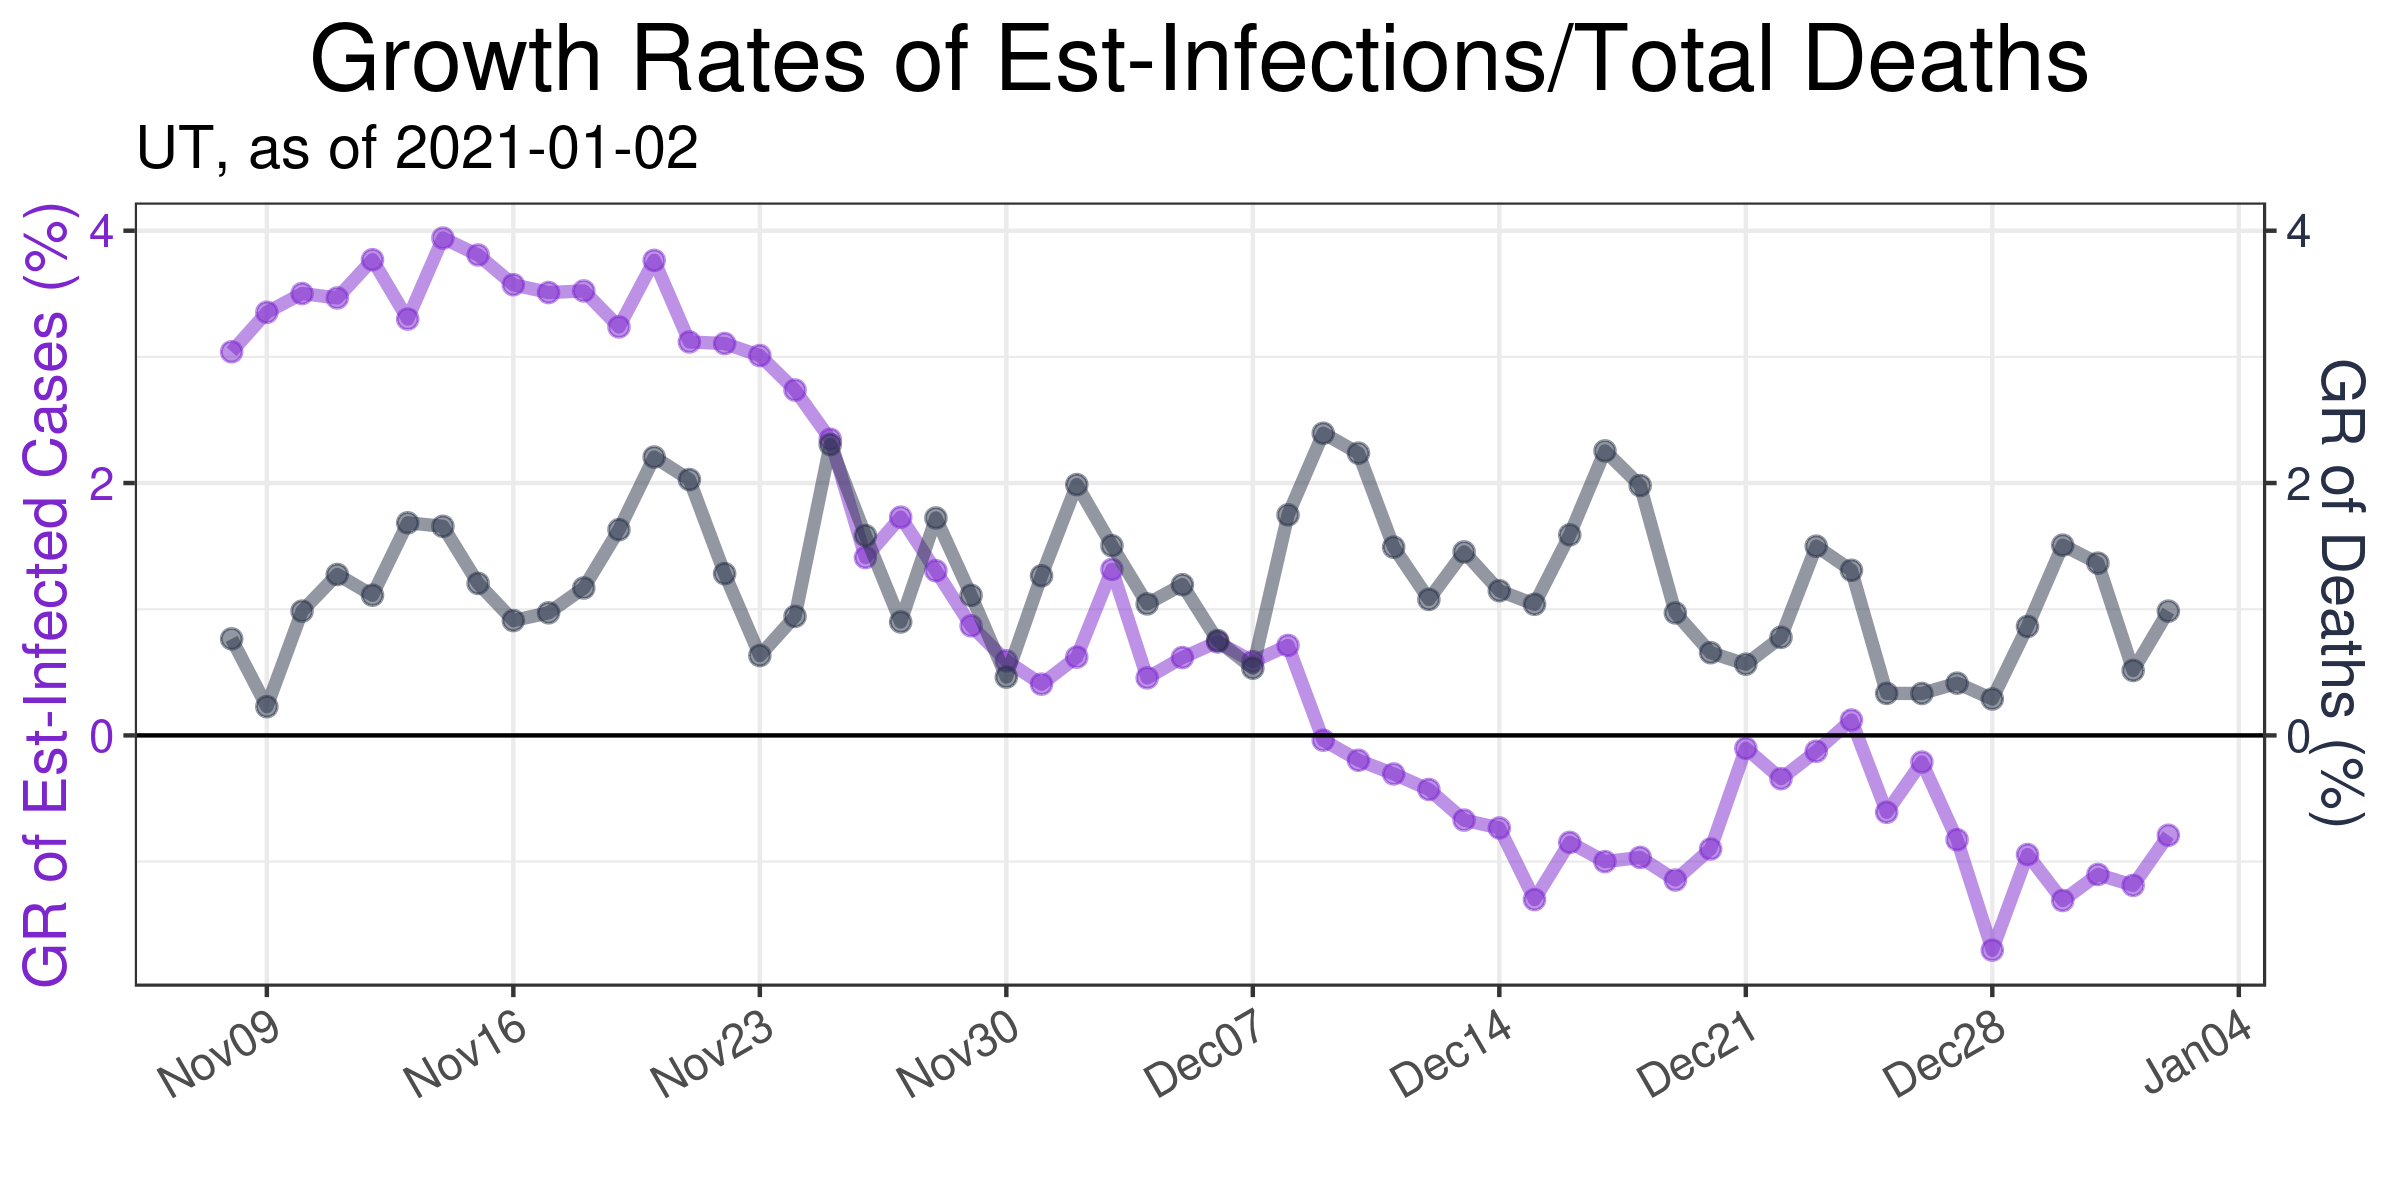 Growth Rates of Est-Infections/Total Deaths
UT, as of 2021-01-02
GR of Est-Infected Cases (%)
4
2
0
4
2
0
GR of Deaths (%)
Nov09
Nov16
Nov23
Nov30
Dec07
Dec14
Dec21
Dec28
Jan04